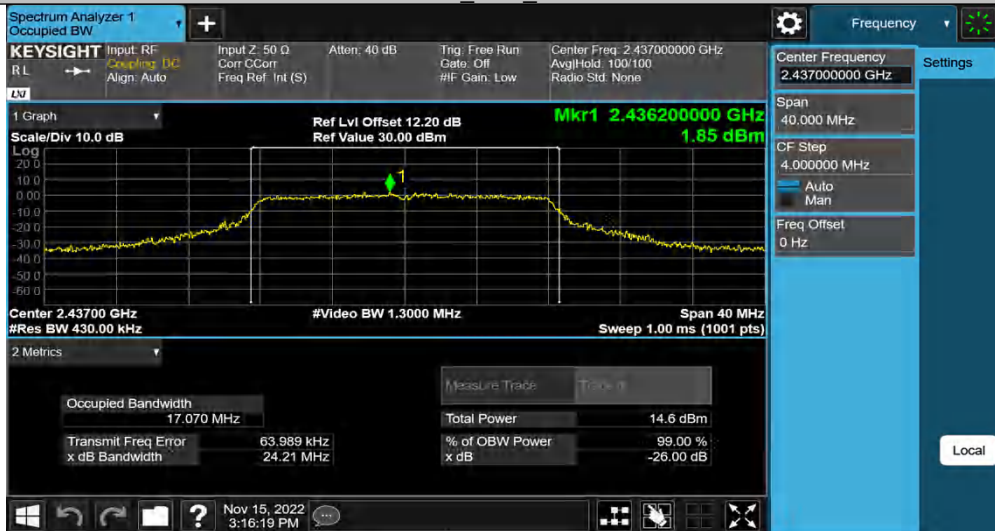 Spectrum Analyzer 1
Occupied BW
+
Frequency
KEYSIGHT
RL
LXI
Input: RF
Coupling: DC
Align: Auto
Input Z: 50 Ω
Corr CCorr
Freq Ref: Int (S)
Atten: 40 dB
Trig: Free Run
Gate: Off
#IF Gain: Low
Center Freq: 2.437000000 GHz
Avg|Hold: 100/100
Radio Std: None
Center Frequency
2.437000000 GHz
Settings
Span
40.000 MHz
CF Step
4.000000 MHz
Auto
Man
Freq Offset
0 Hz
1 Graph
Scale/Div 10.0 dB
Ref Lvl Offset 12.20 dB
Ref Value 30.00 dBm
Mkr1 2.436200000 GHz
1.85 dBm
Log
20.0
10.0
0.00
-10.0
-20.0
-30.0
-40.0
-50.0
-60.0
1
Center 2.43700 GHz
#Res BW 430.00 kHz
#Video BW 1.3000 MHz
Span 40 MHz
Sweep 1.00 ms (1001 pts)
2 Metrics
Measure Trace
Occupied Bandwidth
17.070 MHz
Total Power 14.6 dBm
Transmit Freq Error 63.989 kHz
% of OBW Power 99.00 %
x dB Bandwidth 24.21 MHz
x dB -26.00 dB
Local
?
Nov 15, 2022
3:16:19 PM